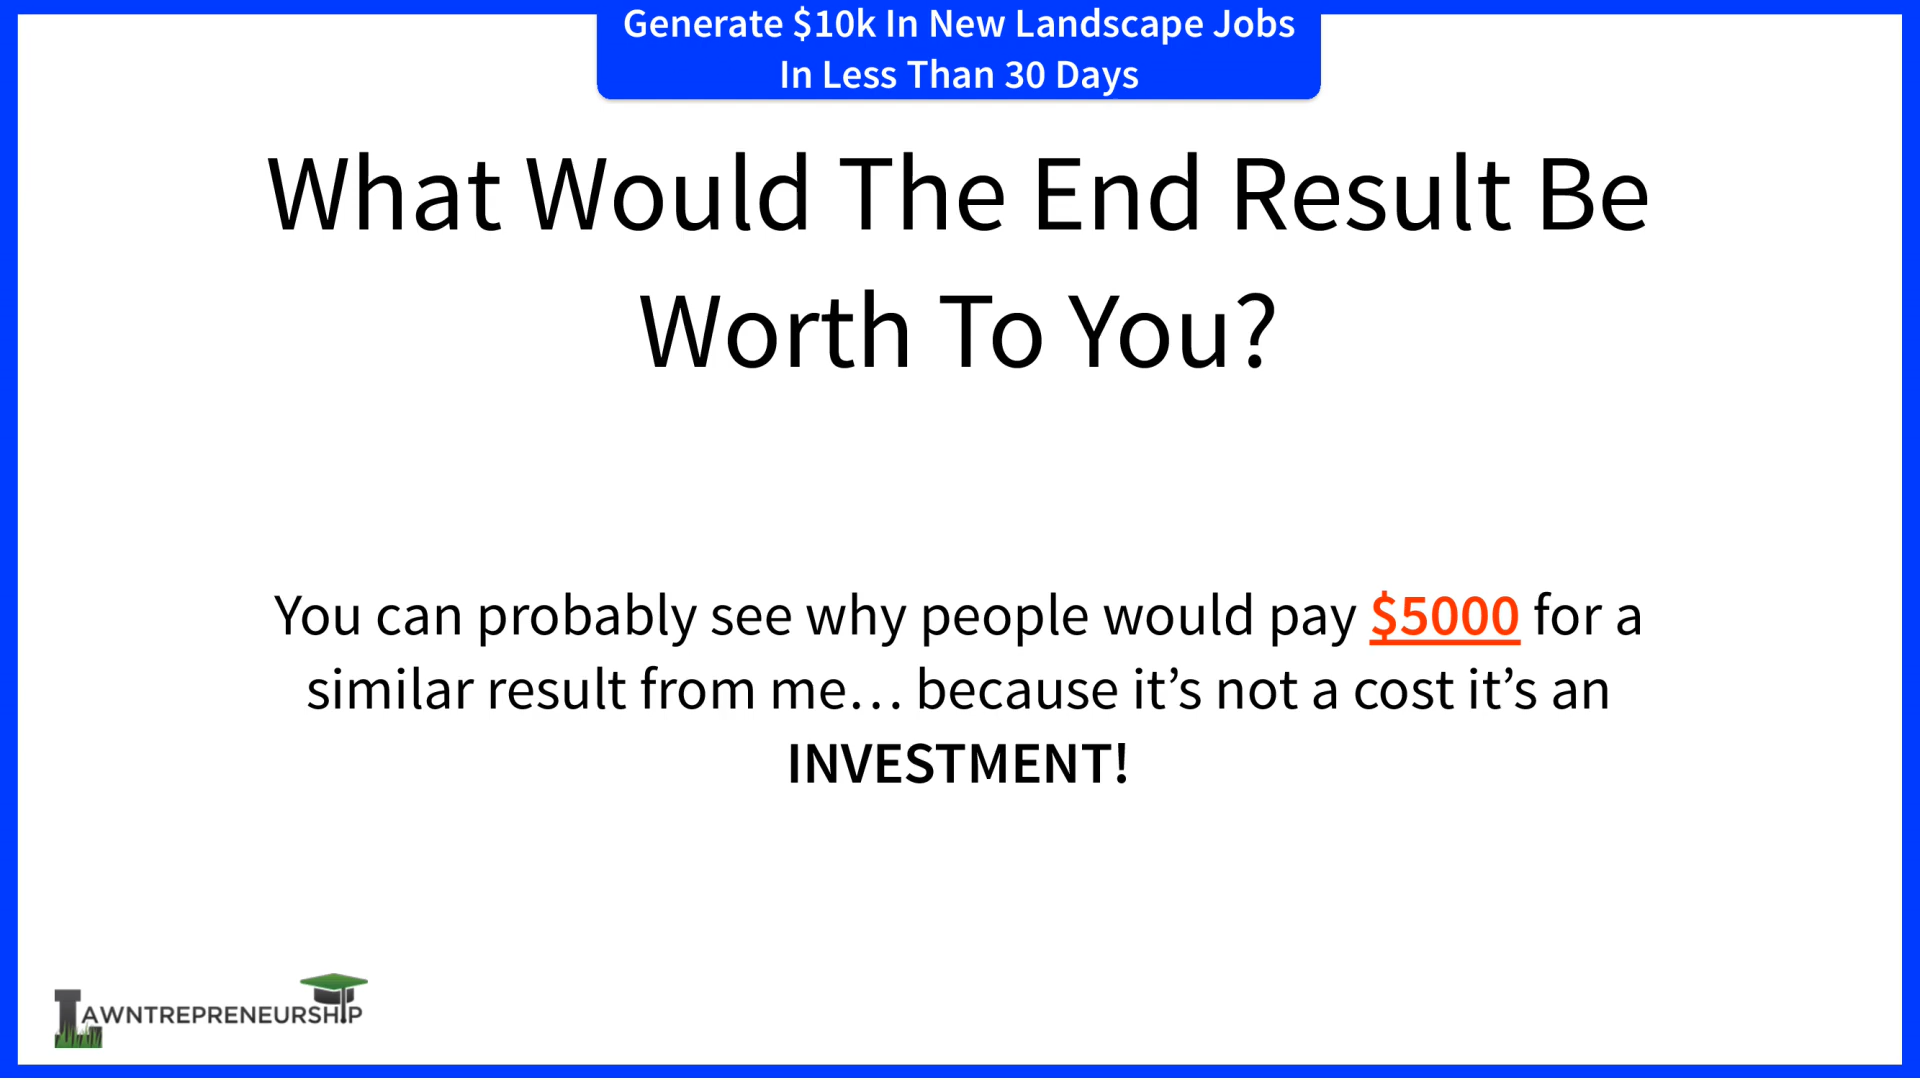 Generate $10k In New Landscape Jobs
In Less Than 30 Days
What Would The End Result Be
Worth To You?
You can probably see why people would pay $5000 for a
similar result from me… because it’s not a cost it’s an
INVESTMENT!
LAWNTREPRENEURSHIP